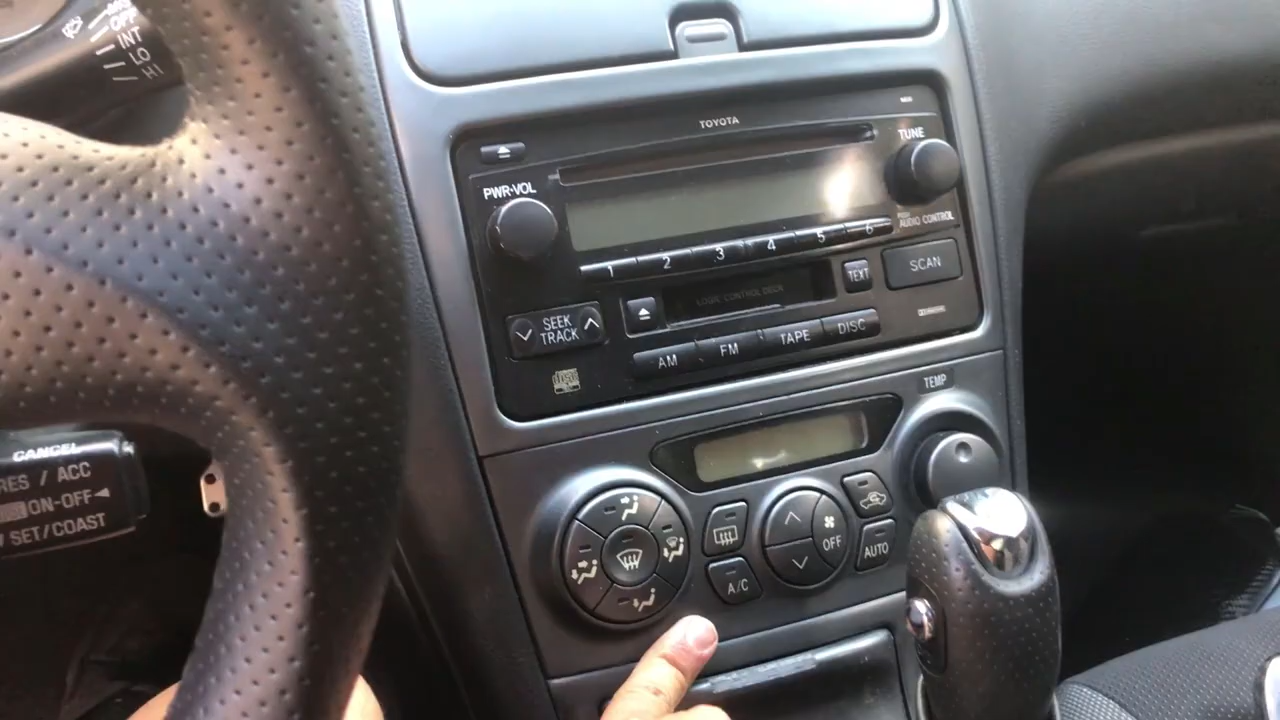 OFF
INT
LO
HI
TOYOTA
TUNE
PWR·VOL
PUSH
AUDIO CONTROL
1 2 3 4 5 6
TEXT
SCAN
LOGIC CONTROL DECK
SEEK
TRACK
AM FM TAPE DISC
TEMP
OFF
AUTO
A/C
CANCEL
RES / ACC
ON-OFF
SET/COAST